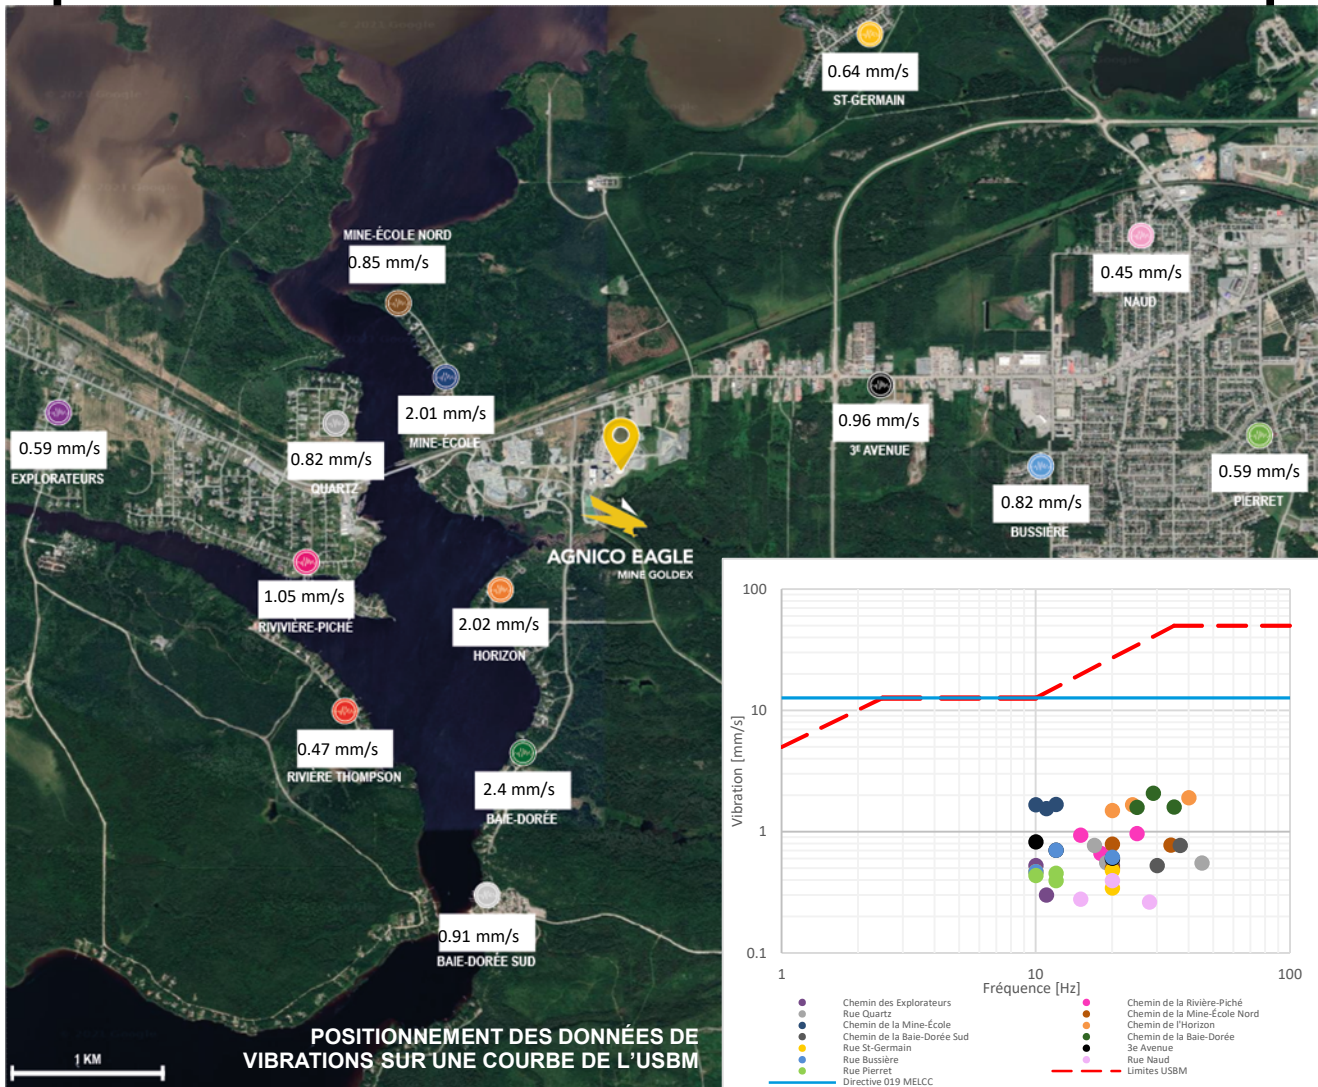 0.64 mm/s
ST-GERMAIN
MINE-ÉCOLE NORD
0.85 mm/s
0.45 mm/s
NAUD
2.01 mm/s
MINE-ÉCOLE
0.96 mm/s
3E AVENUE
0.59 mm/s
EXPLORATEURS
0.82 mm/s
QUARTZ
0.82 mm/s
BUSSIÈRE
0.59 mm/s
PIERRET
AGNICO EAGLE
MINE GOLDEX
1.05 mm/s
RIVIVIÈRE-PICHÉ
2.02 mm/s
HORIZON
0.47 mm/s
RIVIÈRE THOMPSON
2.4 mm/s
BAIE-DORÉE
0.91 mm/s
BAIE-DORÉE SUD
POSITIONNEMENT DES DONNÉES DE
VIBRATIONS SUR UNE COURBE DE L'USBM
1 KM
100
10
1
0.1
Vibration [mm/s]
1
10
100
Fréquence [Hz]
Chemin des Explorateurs
Chemin de la Rivière-Piché
Rue Quartz
Chemin de la Mine-École Nord
Chemin de la Mine-École
Chemin de l'Horizon
Chemin de la Baie-Dorée Sud
Chemin de la Baie-Dorée
Rue St-Germain
3e Avenue
Rue Bussière
Rue Naud
Rue Pierret
Limites USBM
Directive 019 MELCC